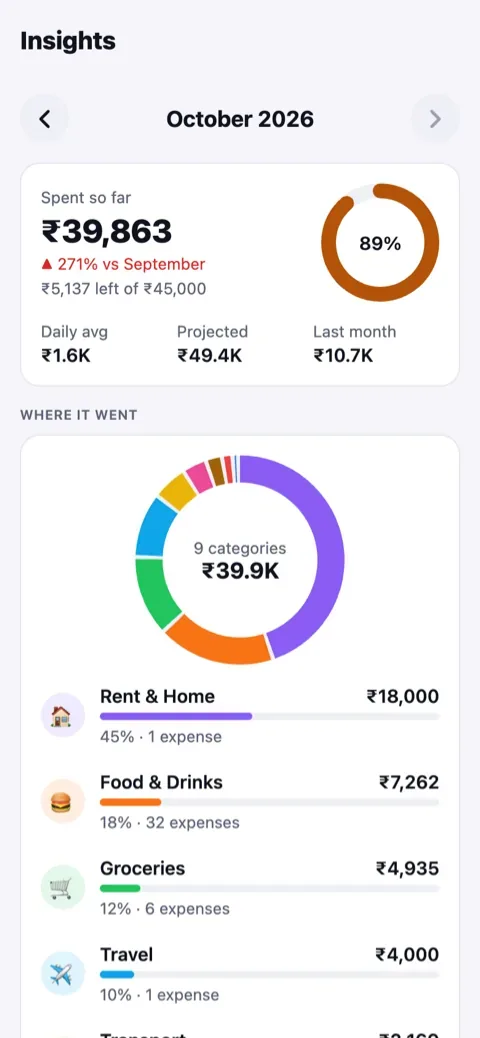 Insights
October 2026
Spent so far
₹39,863
▲ 271% vs September
₹5,137 left of ₹45,000
89%
Daily avg
Projected
Last month
₹1.6K
₹49.4K
₹10.7K
WHERE IT WENT
9 categories
₹39.9K
Rent & Home
₹18,000
45% · 1 expense
Food & Drinks
₹7,262
18% · 32 expenses
Groceries
₹4,935
12% · 6 expenses
Travel
₹4,000
10% · 1 expense
Transport